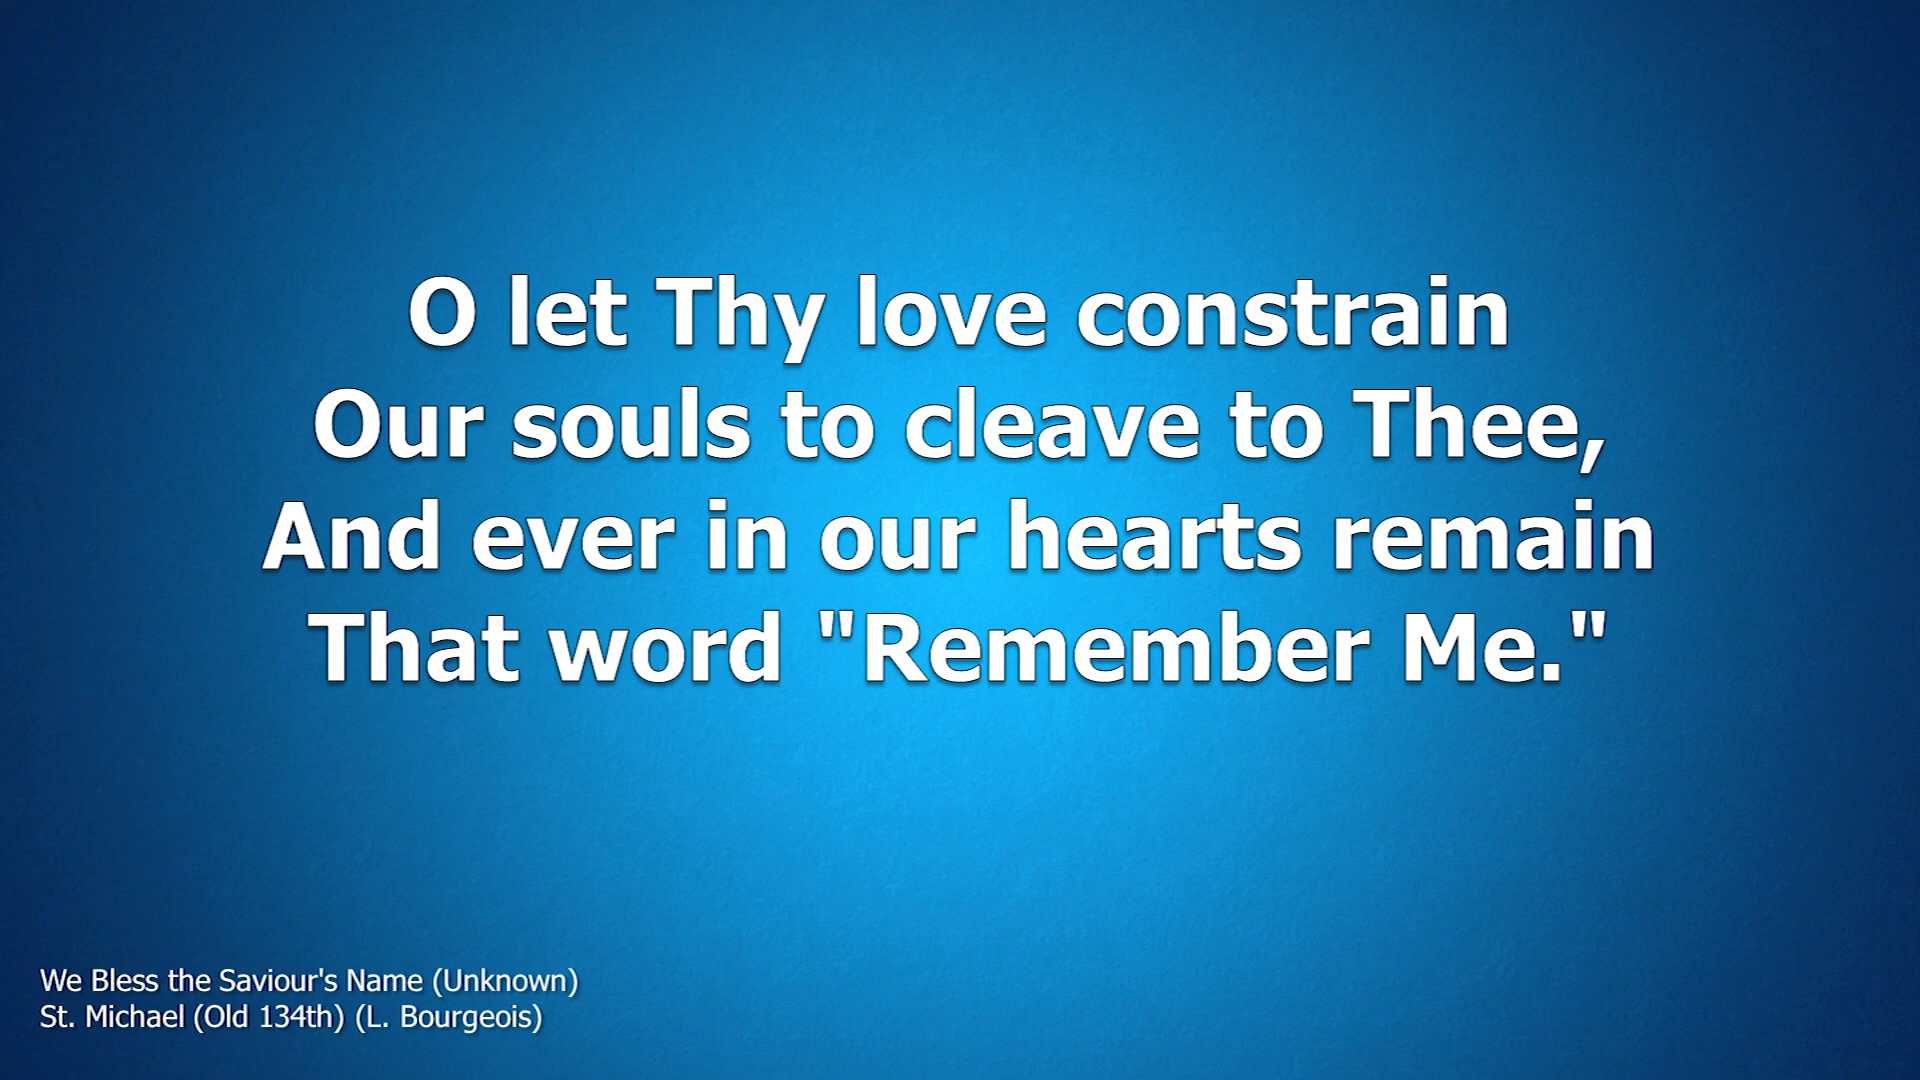 O let Thy love constrain
Our souls to cleave to Thee,
And ever in our hearts remain
That word "Remember Me."
We Bless the Saviour's Name (Unknown)
St. Michael (Old 134th) (L. Bourgeois)